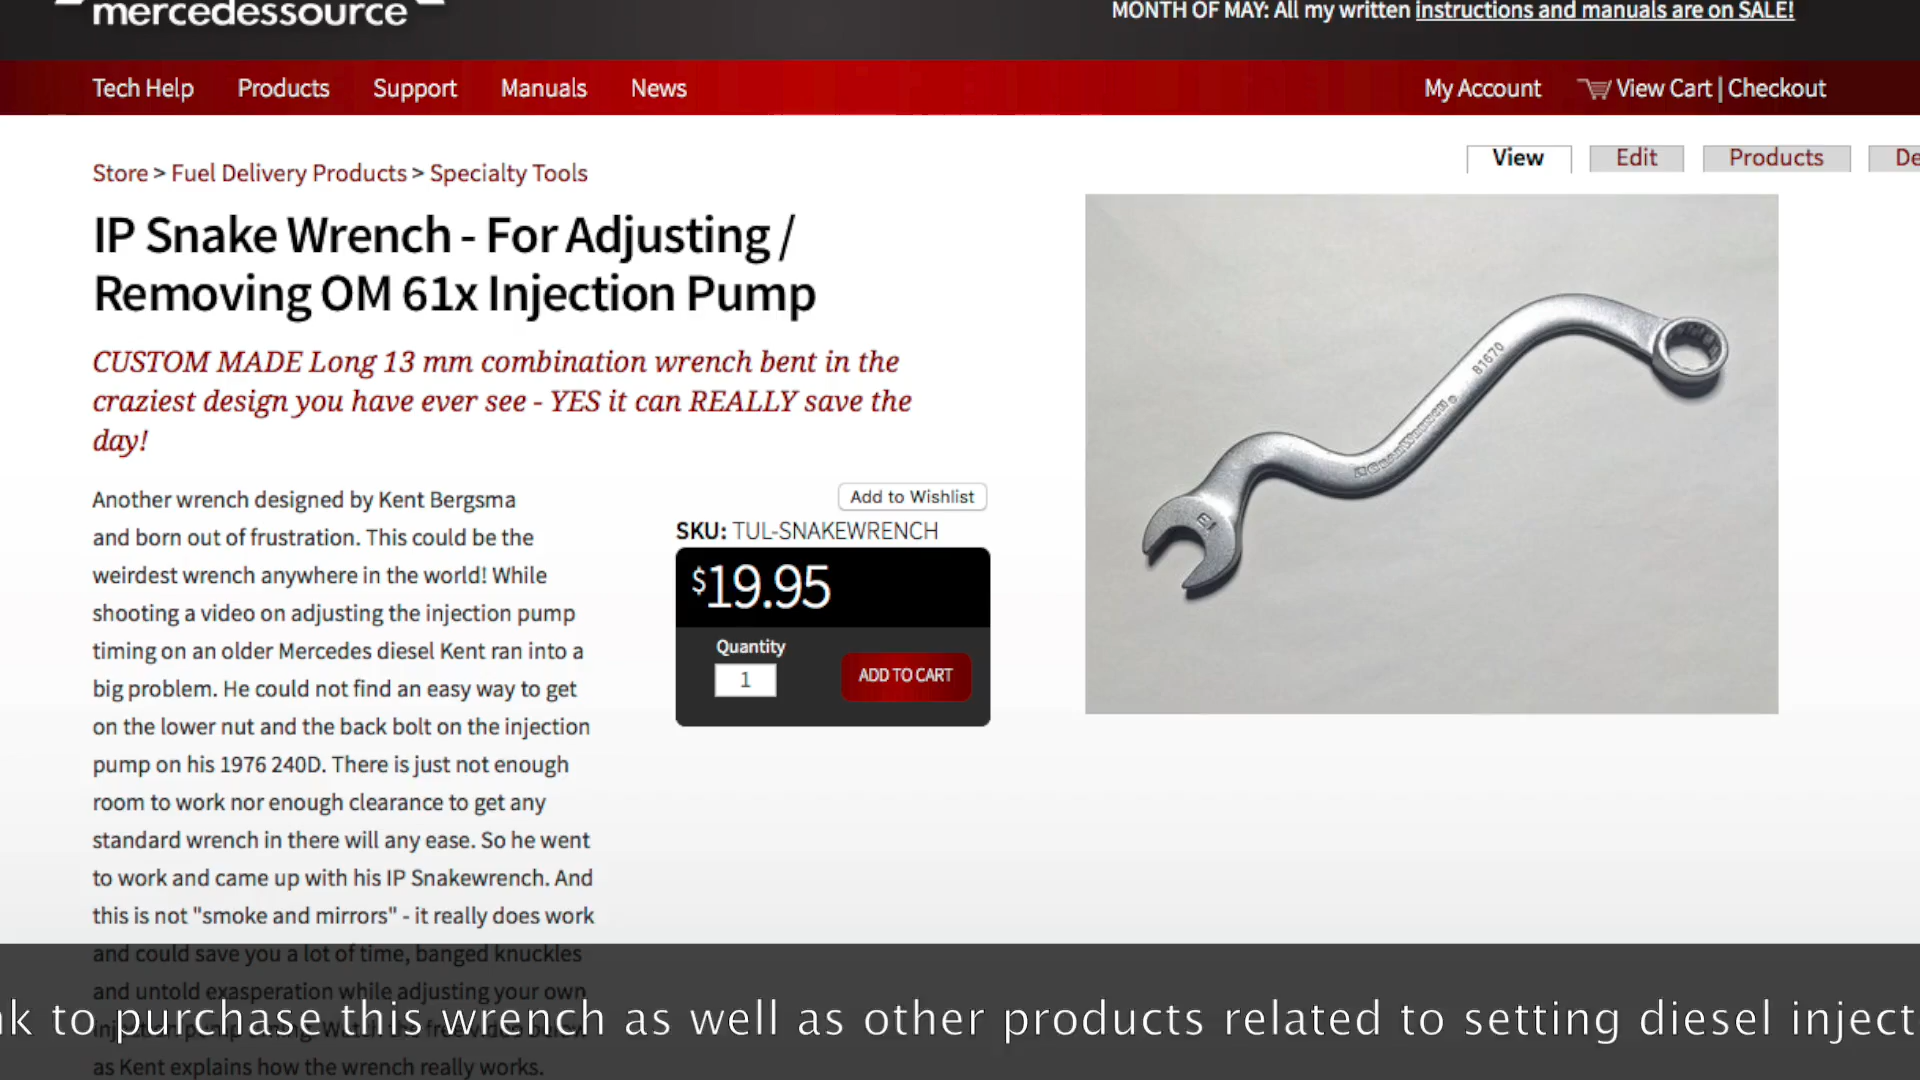 mercedessource
MONTH OF MAY: All my written instructions and manuals are on SALE!
Tech Help Products Support Manuals News
My Account View Cart | Checkout
Store > Fuel Delivery Products > Specialty Tools
View Edit Products
IP Snake Wrench - For Adjusting /
Removing OM 61x Injection Pump
CUSTOM MADE Long 13 mm combination wrench bent in the
craziest design you have ever see - YES it can REALLY save the
day!
Another wrench designed by Kent Bergsma
and born out of frustration. This could be the
weirdest wrench anywhere in the world! While
shooting a video on adjusting the injection pump
timing on an older Mercedes diesel Kent ran into a
big problem. He could not find an easy way to get
on the lower nut and the back bolt on the injection
pump on his 1976 240D. There is just not enough
room to work nor enough clearance to get any
standard wrench in there will any ease. So he went
to work and came up with his IP Snakewrench. And
this is not "smoke and mirrors" - it really does work
and could save you a lot of time, banged knuckles
and untold exasperation while adjusting your own
as Kent explains how the wrench really works.
Add to Wishlist
SKU: TUL-SNAKEWRENCH
$19.95
Quantity
1
ADD TO CART
81670
GearWrench
13
to purchase this wrench as well as other products related to setting diesel inject